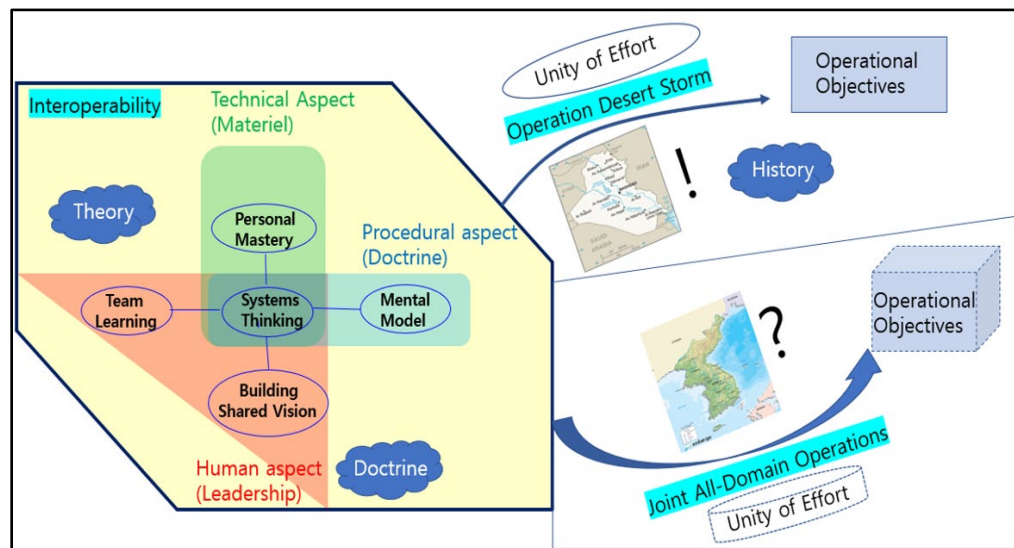 Interoperability
Technical Aspect
(Materiel)
Theory
Personal
Mastery
Procedural aspect
(Doctrine)
Team
Learning
Systems
Thinking
Mental
Model
Building
Shared Vision
Human aspect
(Leadership)
Doctrine
Unity of Effort
Operation Desert Storm
Operational
Objectives
!
History
?
Operational
Objectives
Joint All-Domain Operations
Unity of Effort